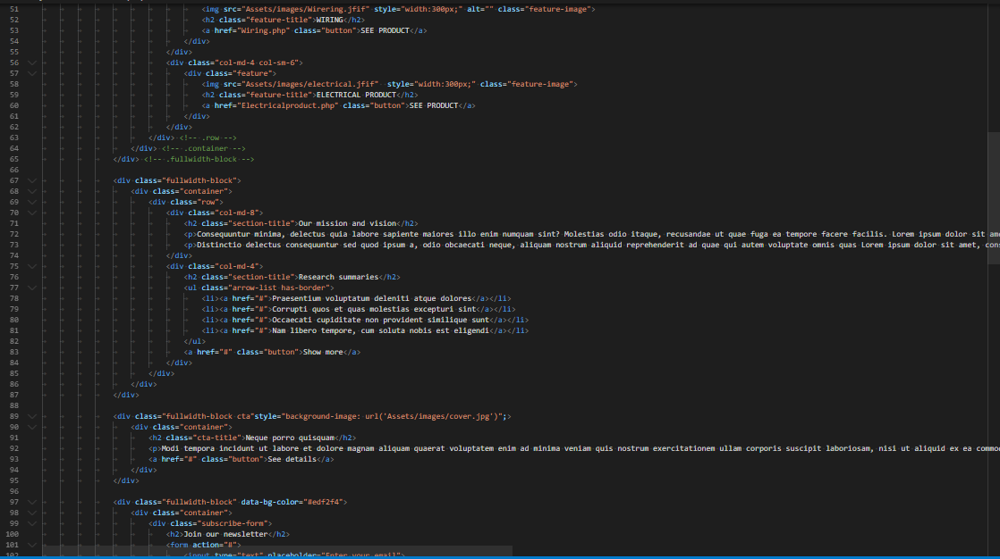 51 <img src="Assets/images/Wirering.jfif" style="width:300px;" alt="" class="feature-image">
52 <h2 class="feature-title">WIRING</h2>
53 <a href="Wiring.php" class="button">SEE PRODUCT</a>
54 </div>
55 </div>
56 <div class="col-md-4 col-sm-6">
57 <div class="feature">
58 <img src="Assets/images/electrical.jfif"  style="width:300px;" class="feature-image">
59 <h2 class="feature-title">ELECTRICAL PRODUCT</h2>
60 <a href="Electricalproduct.php" class="button">SEE PRODUCT</a>
61 </div>
62 </div>
63 </div> <!-- .row -->
64 </div> <!-- .container -->
65 </div> <!-- .fullwidth-block -->
66
67 <div class="fullwidth-block">
68 <div class="container">
69 <div class="row">
70 <div class="col-md-8">
71 <h2 class="section-title">Our mission and vision</h2>
72 <p>Consequuntur minima, delectus quia labore sapiente maiores illo enim numquam sint? Molestias odio itaque, recusandae ut quae fuga ea tempore facere facilis. Lorem ipsum dolor sit ame
73 <p>Distinctio delectus consequuntur sed quod ipsum a, odio obcaecati neque, aliquam nostrum aliquid reprehenderit ad quae qui autem voluptate omnis quas Lorem ipsum dolor sit amet, cons
74 </div>
75 <div class="col-md-4">
76 <h2 class="section-title">Research summaries</h2>
77 <ul class="arrow-list has-border">
78 <li><a href="#">Praesentium voluptatum deleniti atque dolores</a></li>
79 <li><a href="#">Corrupti quos et quas molestias excepturi sint</a></li>
80 <li><a href="#">Occaecati cupiditate non provident similique sunt</a></li>
81 <li><a href="#">Nam libero tempore, cum soluta nobis est eligendi</a></li>
82 </ul>
83 <a href="#" class="button">Show more</a>
84 </div>
85 </div>
86 </div>
87 </div>
88
89 <div class="fullwidth-block cta"style="background-image: url('Assets/images/cover.jpg')";>
90 <div class="container">
91 <h2 class="cta-title">Neque porro quisquam</h2>
92 <p>Modi tempora incidunt ut labore et dolore magnam aliquam quaerat voluptatem enim ad minima veniam quis nostrum exercitationem ullam corporis suscipit laboriosam, nisi ut aliquid ex ea commo
93 <a href="#" class="button">See details</a>
94 </div>
95 </div>
96
97 <div class="fullwidth-block" data-bg-color="#edf2f4">
98 <div class="container">
99 <div class="subscribe-form">
100 <h2>Join our newsletter</h2>
101 <form action="#">
102 <input type="text" placeholder="Enter your email">